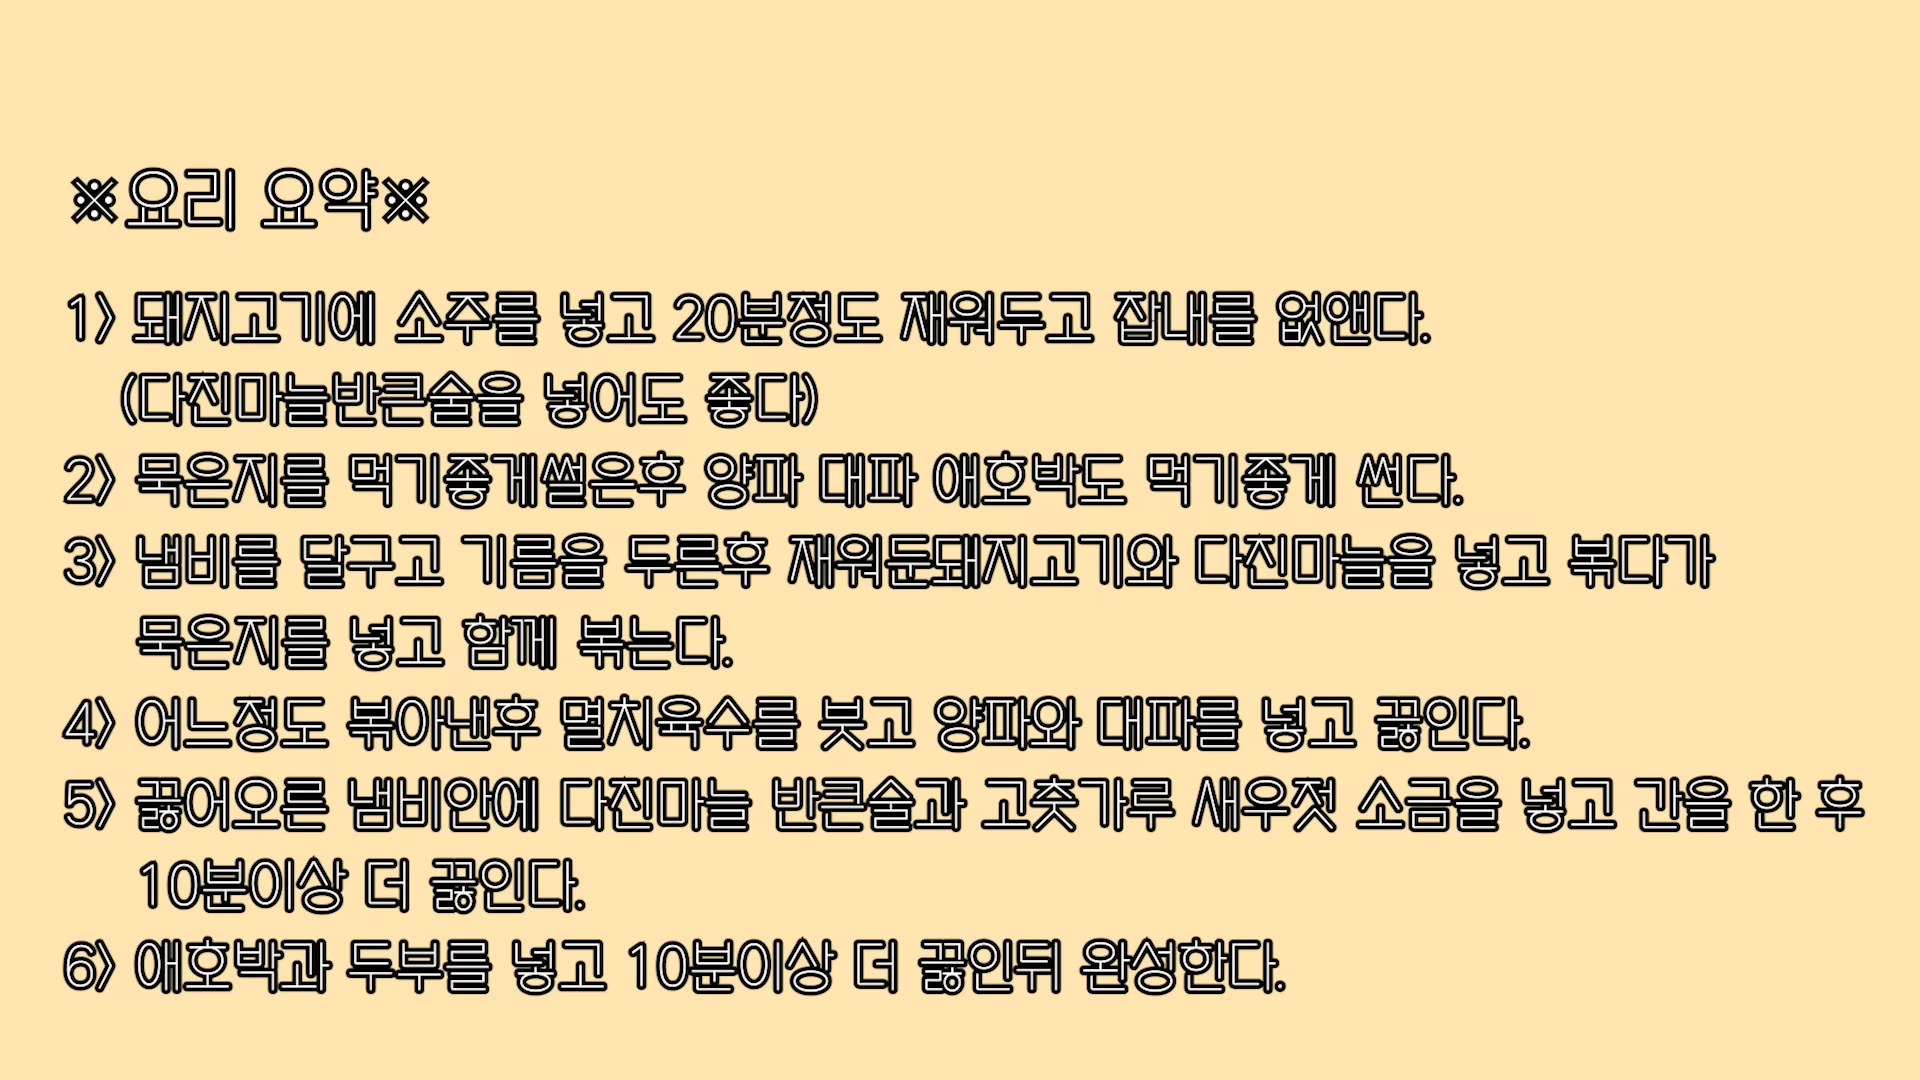 ※요리 요약※
1> 돼지고기에 소주를 넣고 20분정도 재워두고 잡내를 없앤다.
(다진마늘반큰술을 넣어도 좋다)
2> 묵은지를 먹기좋게썰은후 양파 대파 애호박도 먹기좋게 썬다.
3> 냄비를 달구고 기름을 두른후 재워둔돼지고기와 다진마늘을 넣고 볶다가
묵은지를 넣고 함께 볶는다.
4> 어느정도 볶아낸후 멸치육수를 붓고 양파와 대파를 넣고 끓인다.
5> 끓어오른 냄비안에 다진마늘 반큰술과 고춧가루 새우젓 소금을 넣고 간을 한 후
10분이상 더 끓인다.
6> 애호박과 두부를 넣고 10분이상 더 끓인뒤 완성한다.